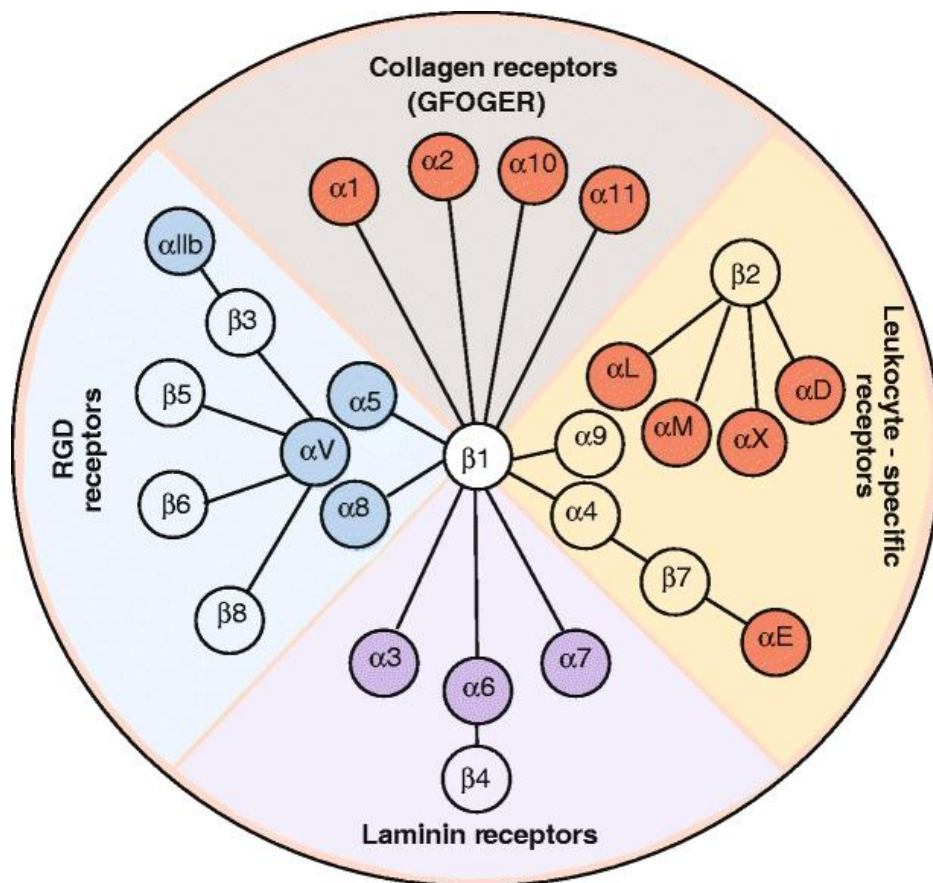 Collagen receptors
(GFOGER)
α1
α2
α10
α11
αIIb
β3
β5
αV
β6
β8
α5
α8
RGD
receptors
β1
β2
αL
αM
αX
αD
α9
α4
β7
αE
Leukocyte - specific
receptors
α3
α6
α7
β4
Laminin receptors